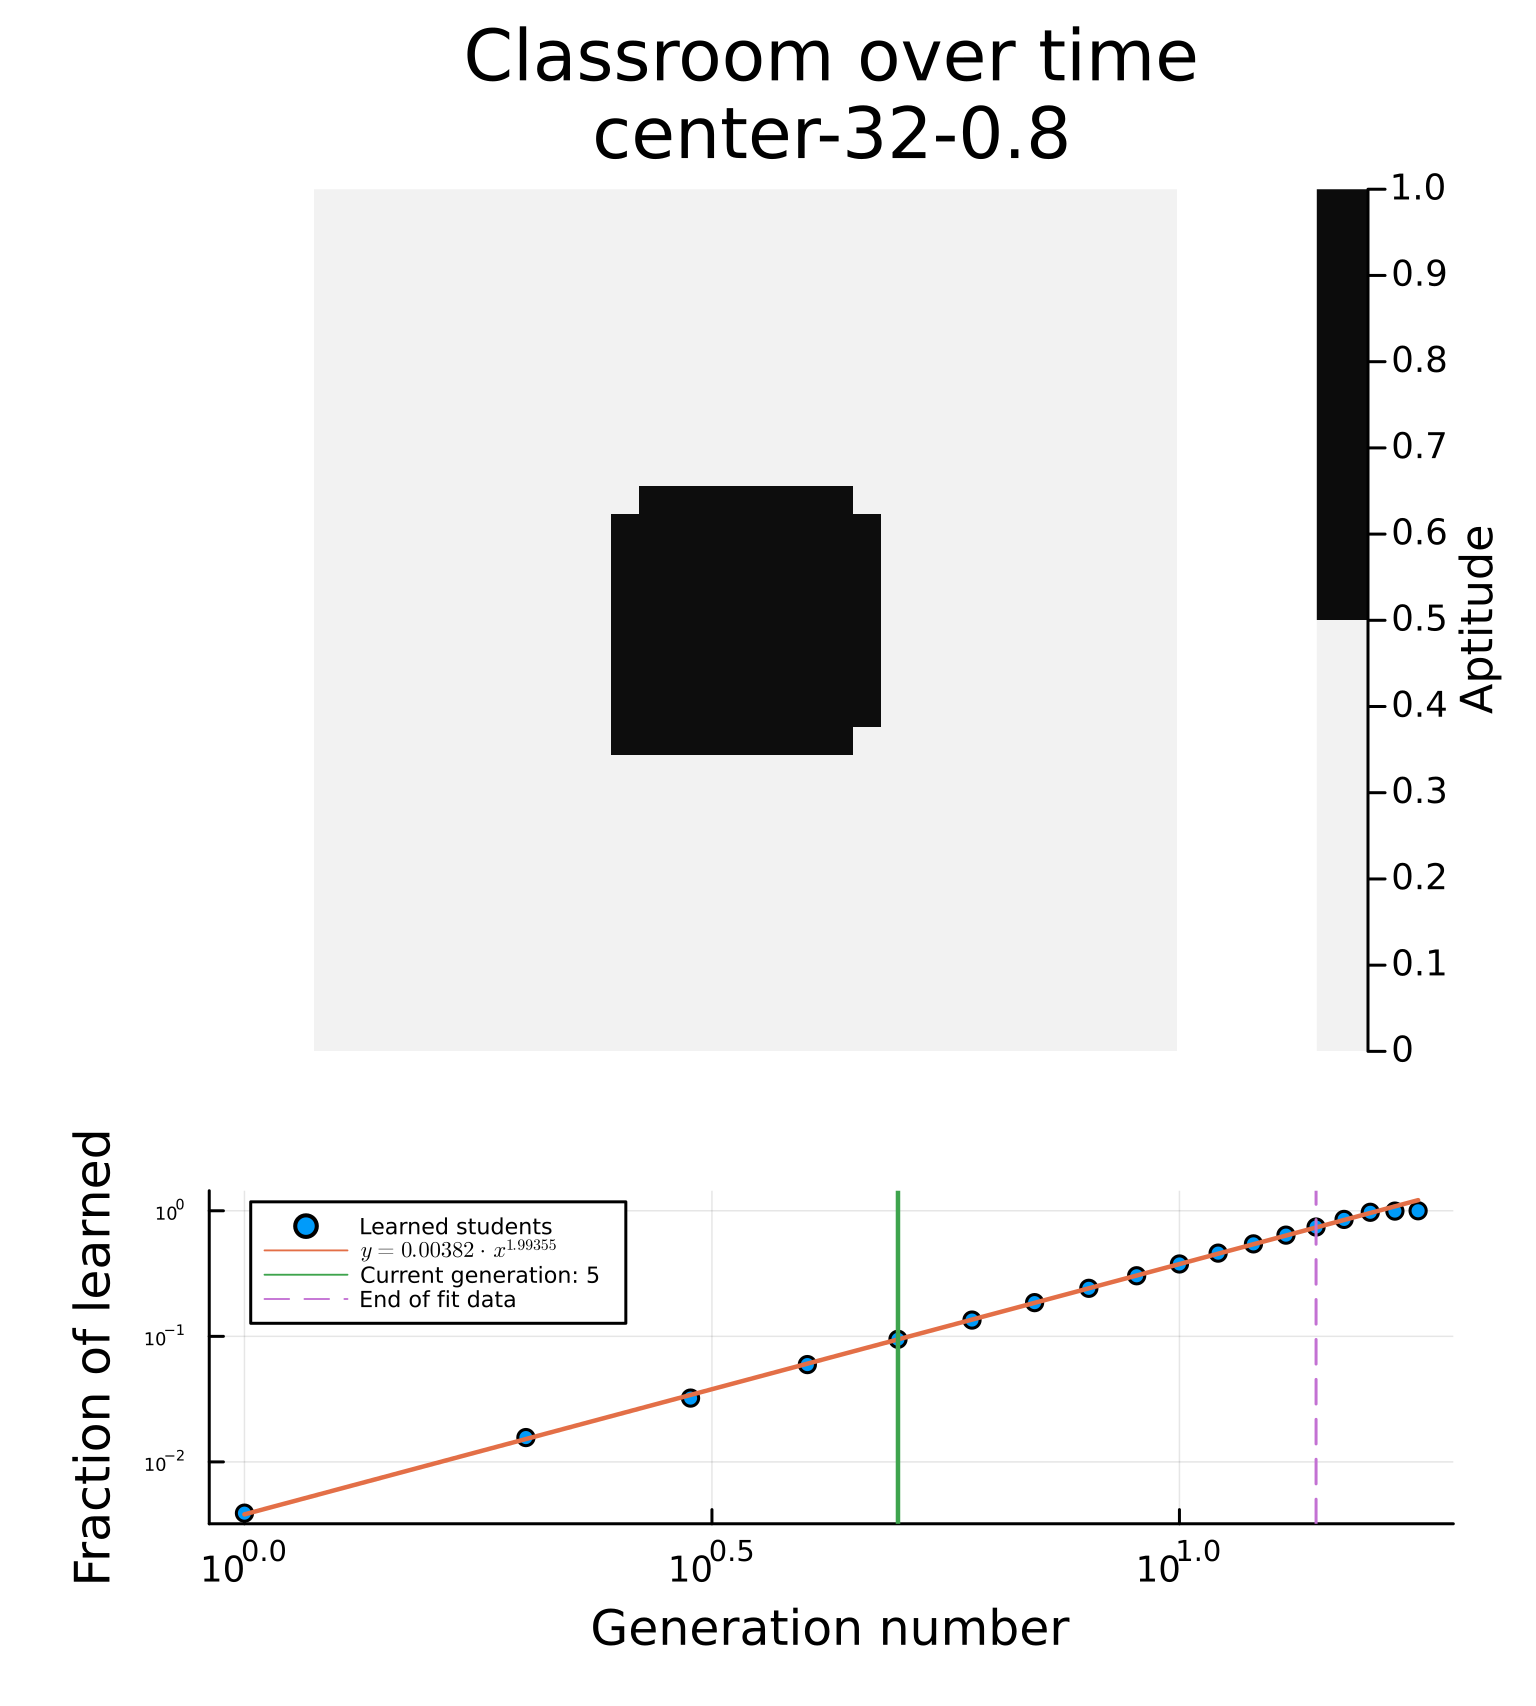 Classroom over time
center-32-0.8
1.0
0.9
0.8
0.7
0.6
0.5
0.4
0.3
0.2
0.1
0
Aptitude
Fraction of learned
10⁰
10⁻¹
10⁻²
Learned students
y = 0.00382 · x^1.99355
Current generation: 5
End of fit data
10^0.0
10^0.5
10^1.0
Generation number